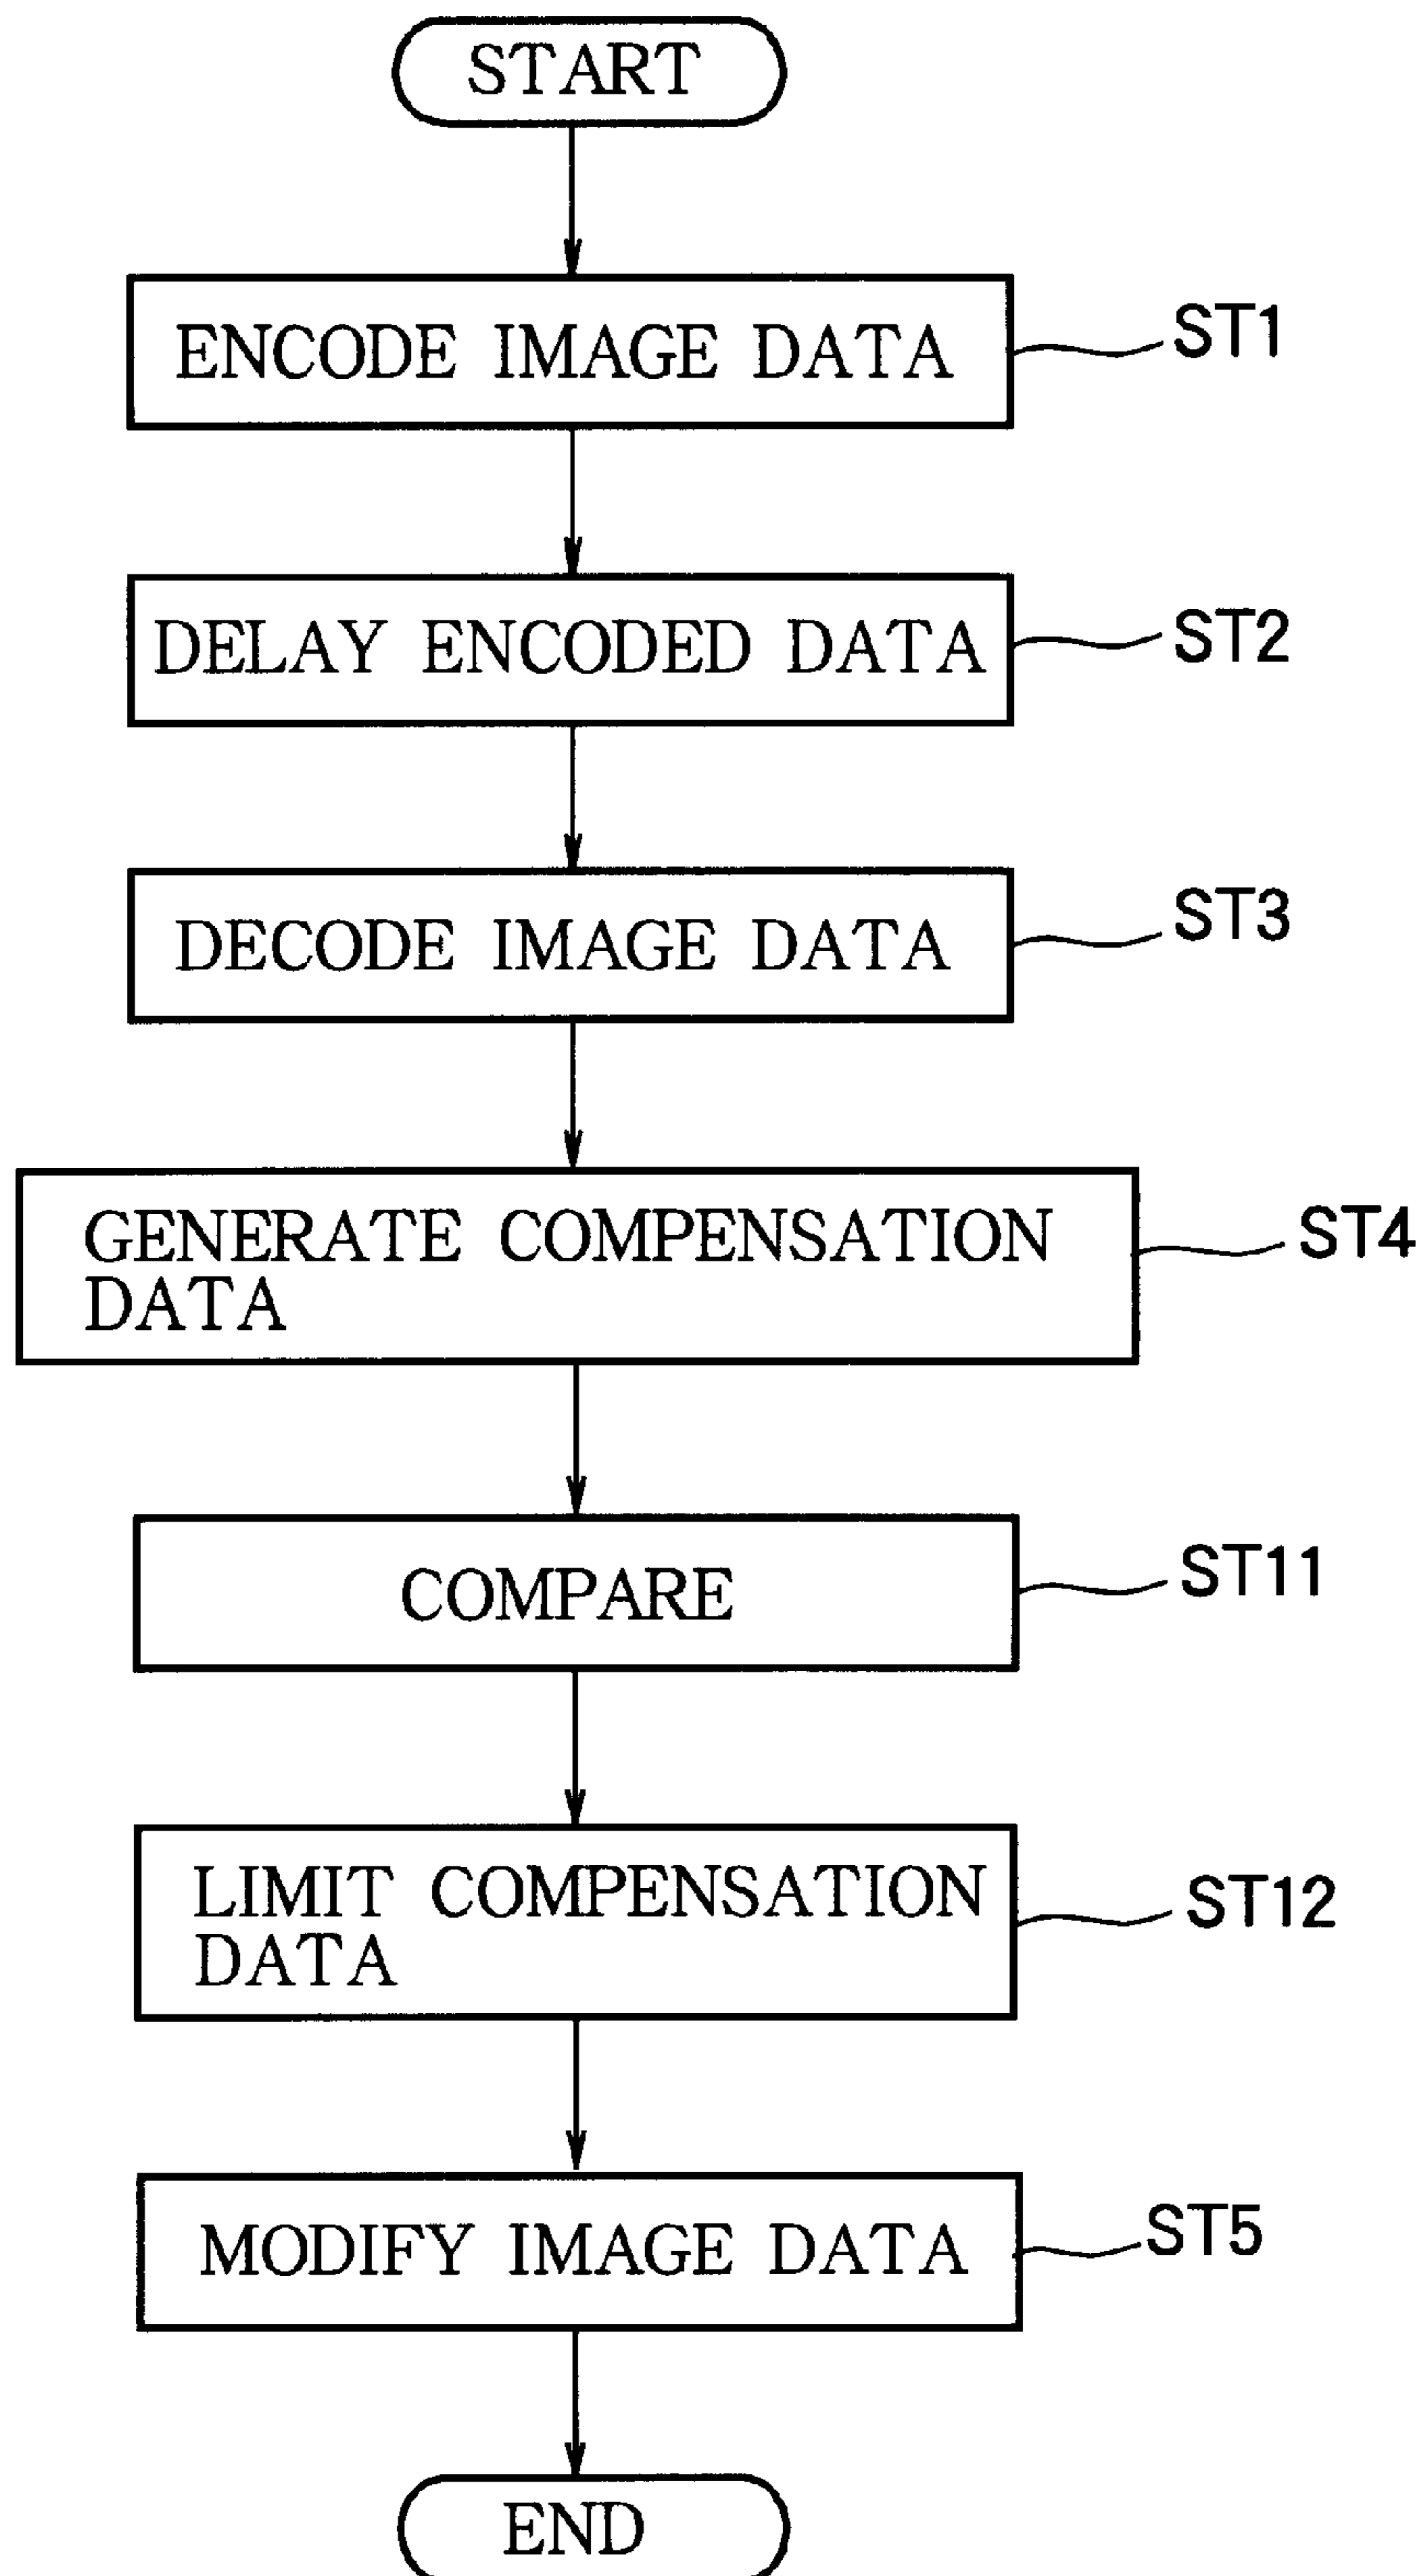 START
ENCODE IMAGE DATA
ST1
DELAY ENCODED DATA
ST2
DECODE IMAGE DATA
ST3
GENERATE COMPENSATION
DATA
ST4
COMPARE
ST11
LIMIT COMPENSATION
DATA
ST12
MODIFY IMAGE DATA
ST5
END